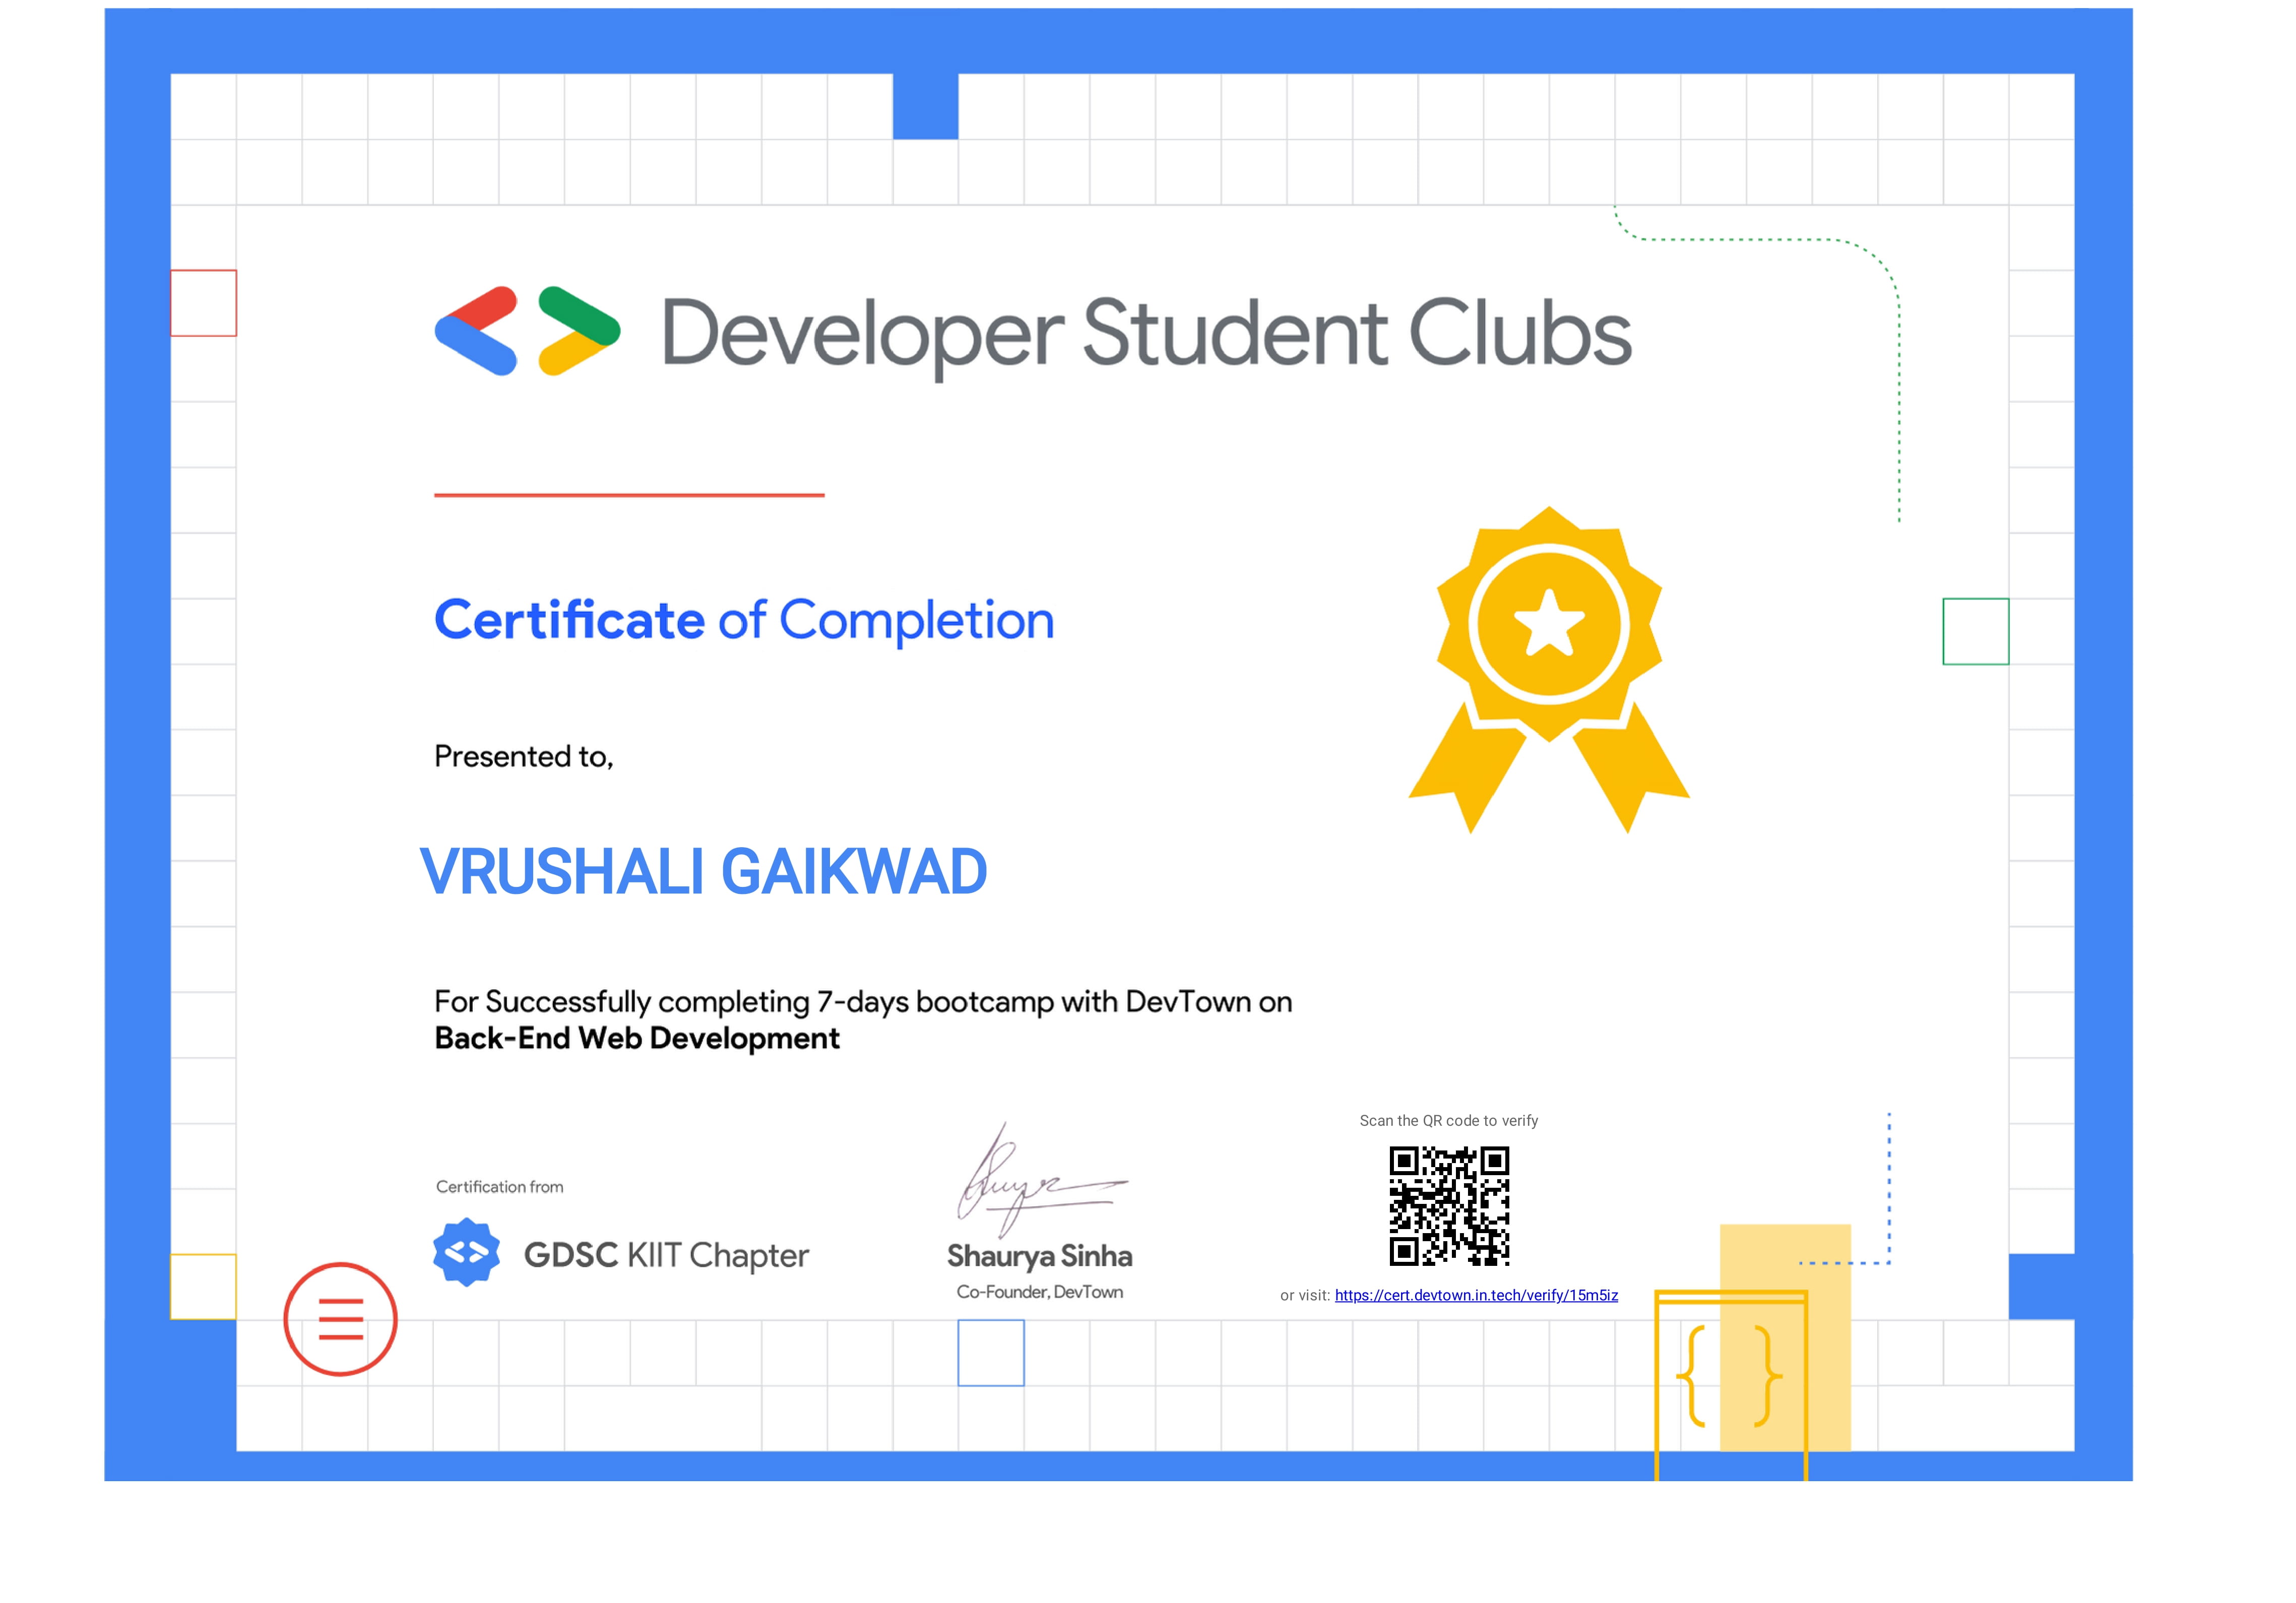 Developer Student Clubs
Certificate of Completion
Presented to,
VRUSHALI GAIKWAD
For Successfully completing 7-days bootcamp with DevTown on
Back-End Web Development
Scan the QR code to verify
Certification from
GDSC KIIT Chapter
Shaurya Sinha
Co-Founder, DevTown
or visit: https://cert.devtown.in.tech/verify/15m5iz
{ }